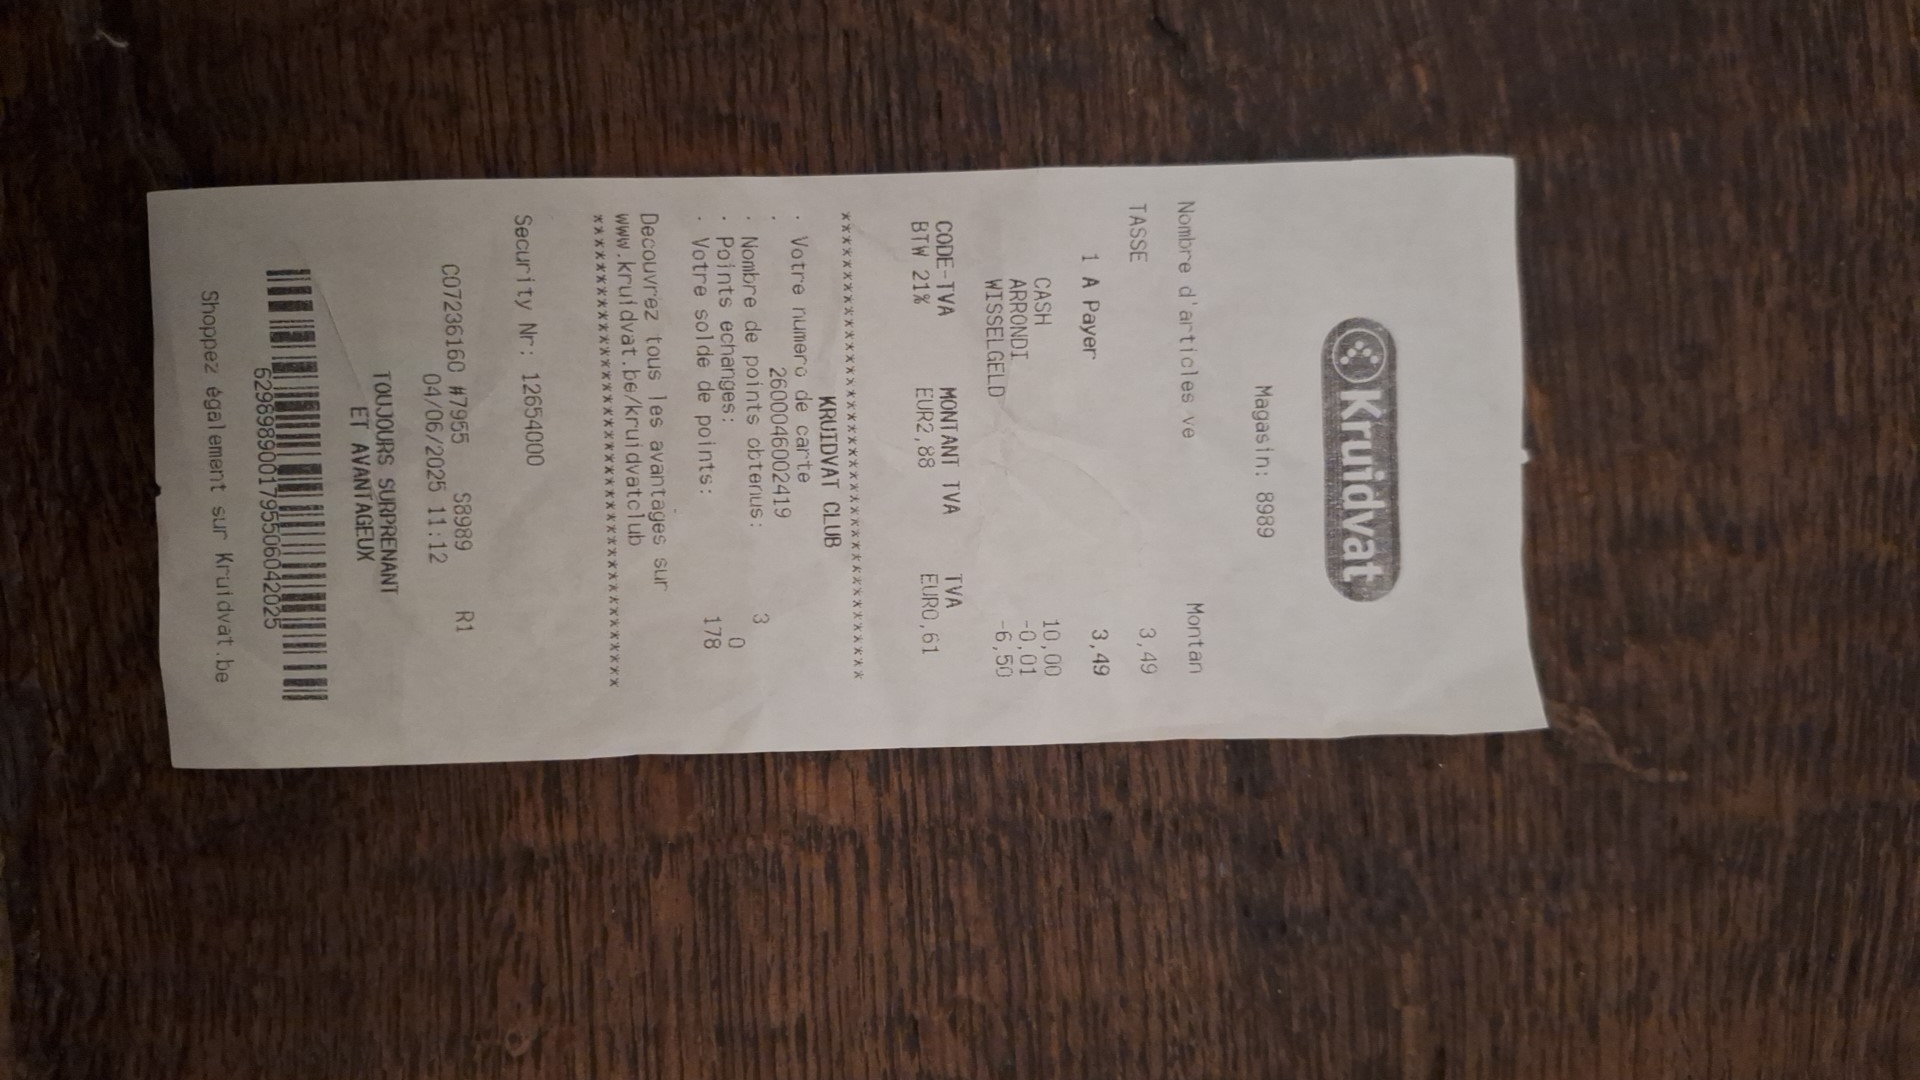 Kruidvat
Magasin: 8989
Nombre d'articles ve Montan
TASSE 3,49
1 A Payer 3,49
CASH 10,00
ARRONDI -0,01
WISSELGELD -6,50
CODE-TVA MONTANT TVA TVA
BTW 21% EUR2,88 EUR0,61
****************************************
KRUIDVAT CLUB
. Votre numero de carte
. 2600046002419
. Nombre de points obtenus: 3
. Points echanges: 0
. Votre solde de points: 178
Decouvrez tous les avantages sur
www.kruidvat.be/kruidvatclub
****************************************
Security Nr: 12654000
C07236160 #7955 S8989 R1
04/06/2025 11:12
TOUJOURS SURPRENANT
ET AVANTAGEUX
6298989001795506042025
Shoppez également sur Kruidvat.be